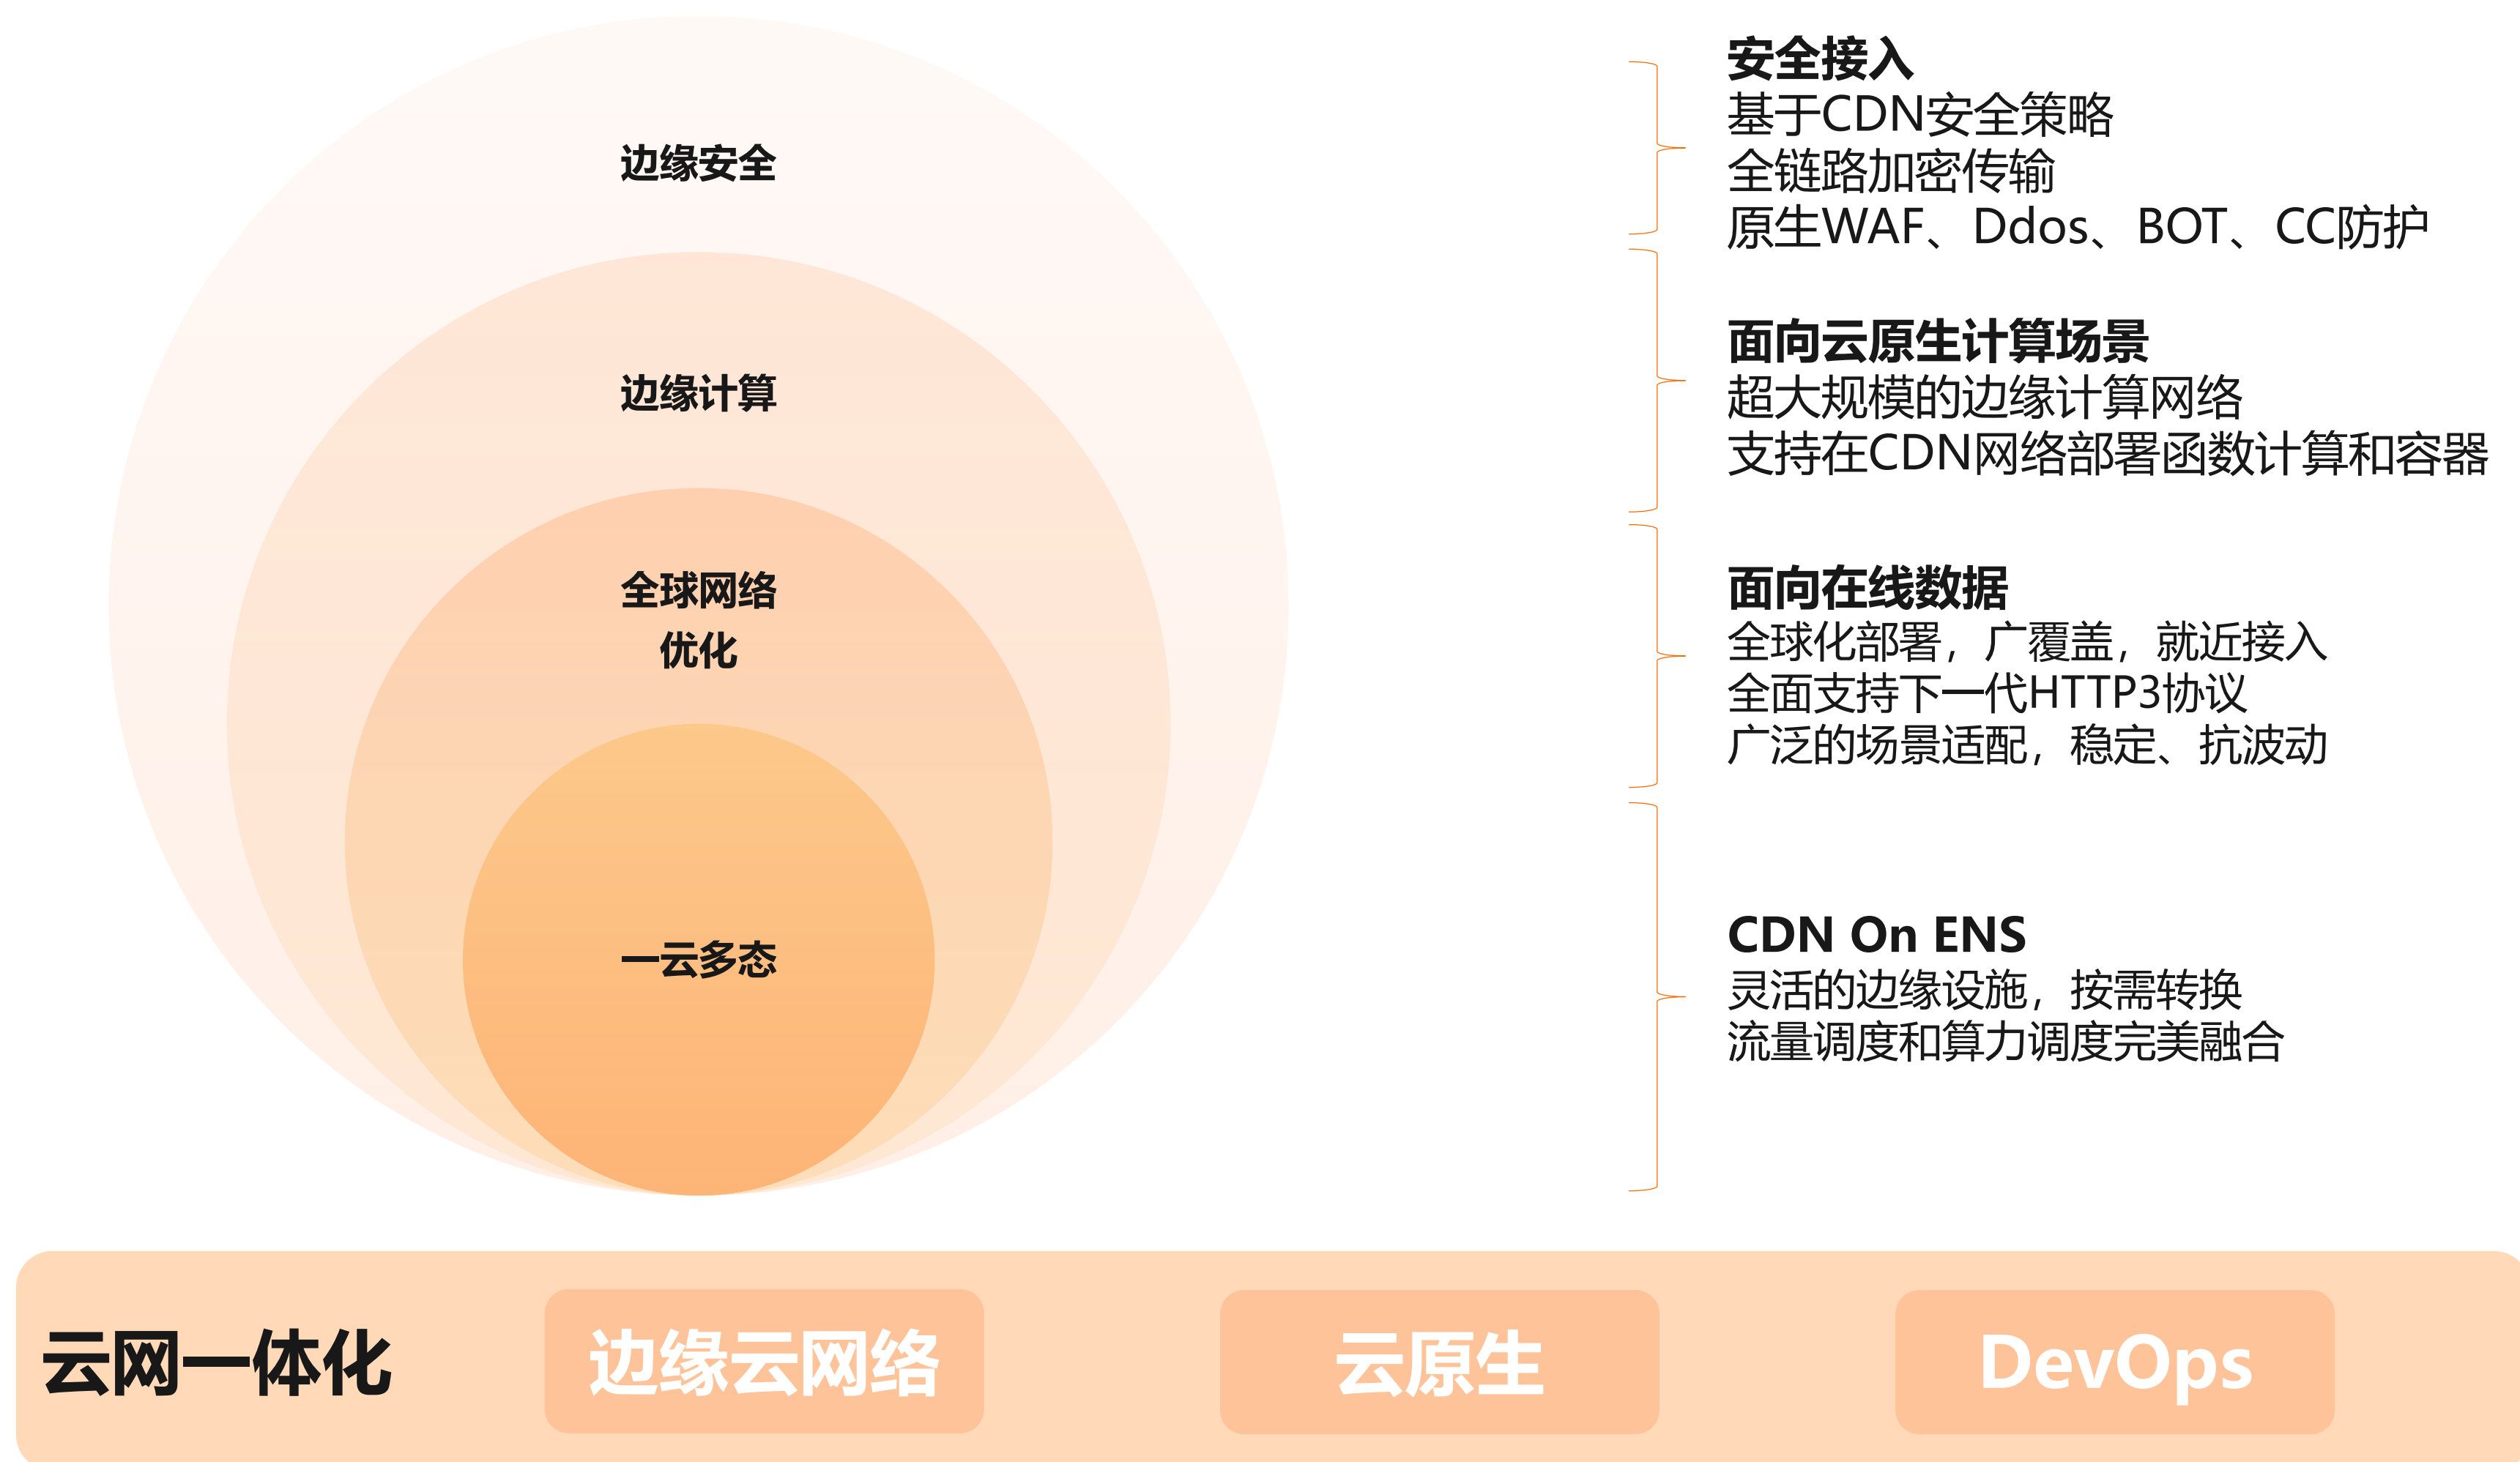 边缘安全
边缘计算
全球网络
优化
一云多态
安全接入
基于CDN安全策略
全链路加密传输
原生WAF、Ddos、BOT、CC防护
面向云原生计算场景
超大规模的边缘计算网络
支持在CDN网络部署函数计算和容器
面向在线数据
全球化部署，广覆盖，就近接入
全面支持下一代HTTP3协议
广泛的场景适配，稳定、抗波动
CDN On ENS
灵活的边缘设施，按需转换
流量调度和算力调度完美融合
云网一体化
边缘云网络
云原生
DevOps